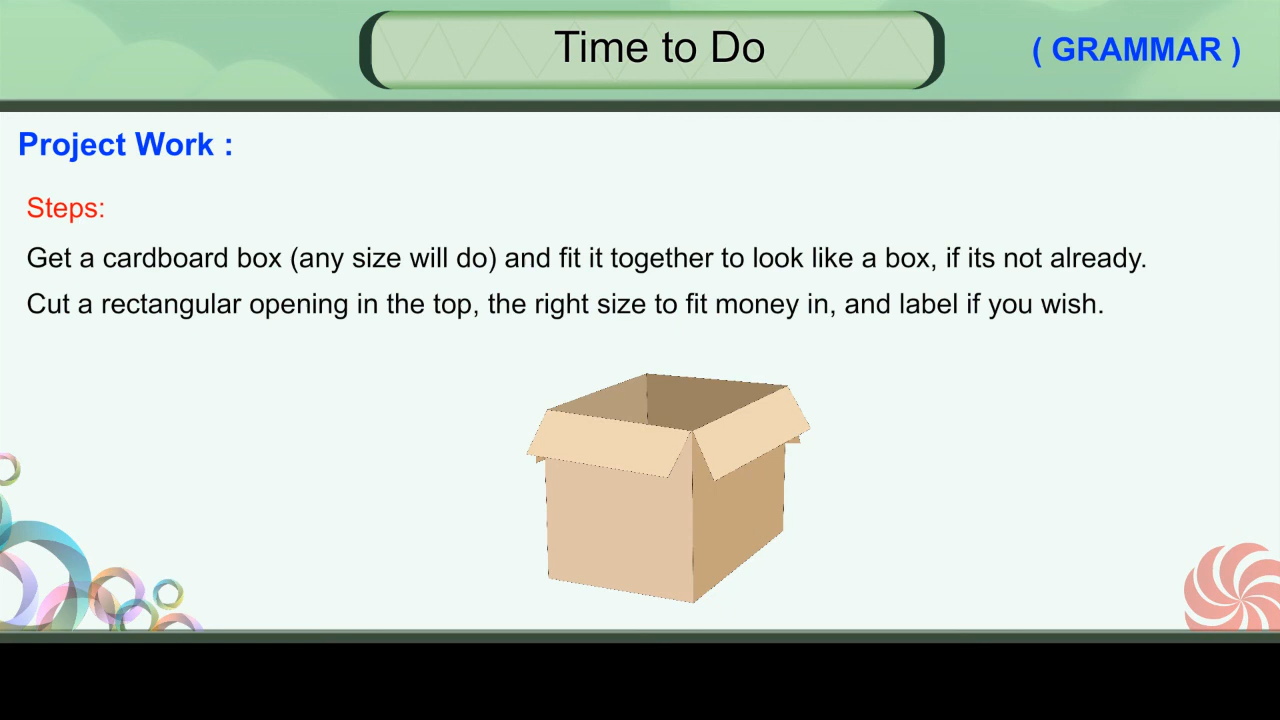 Time to Do
( GRAMMAR )
Project Work :
Steps:
Get a cardboard box (any size will do) and fit it together to look like a box, if its not already.
Cut a rectangular opening in the top, the right size to fit money in, and label if you wish.